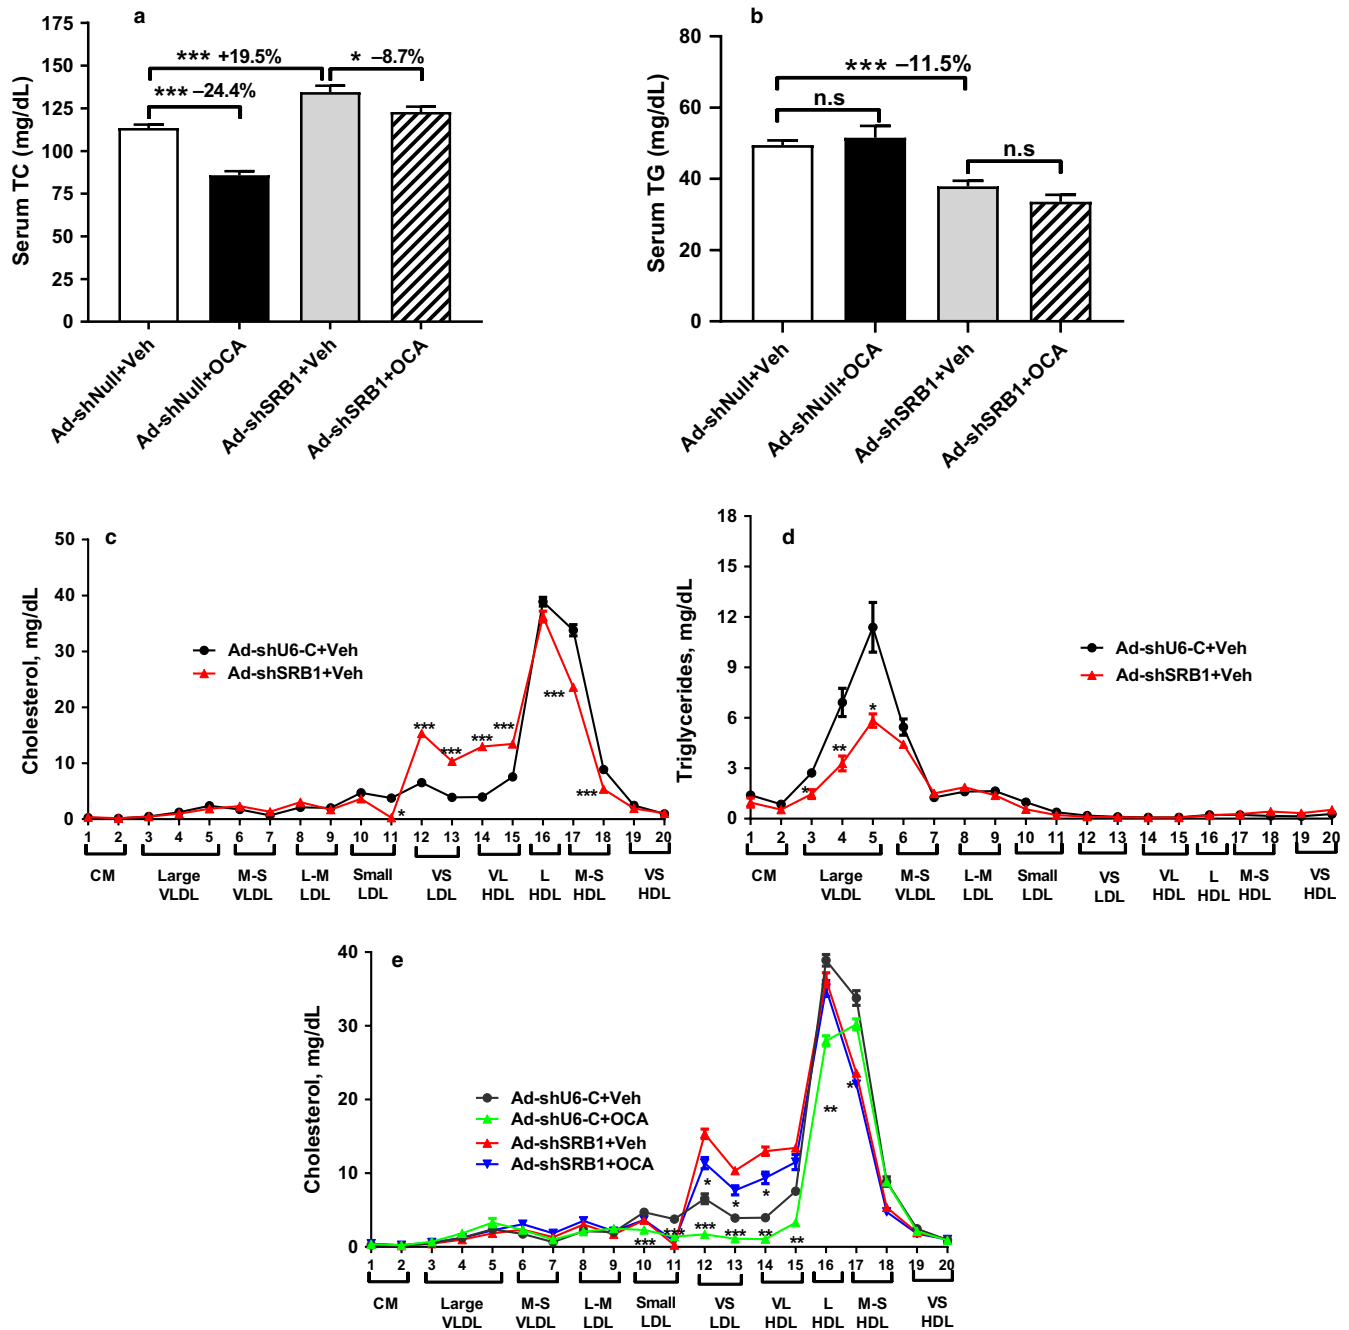 a
Serum TC (mg/dL)
175
150
125
100
75
50
25
0
*** +19.5%
* –8.7%
*** –24.4%
Ad-shNull+Veh
Ad-shNull+OCA
Ad-shSRB1+Veh
Ad-shSRB1+OCA
b
Serum TG (mg/dL)
80
60
40
20
0
*** –11.5%
n.s
n.s
Ad-shNull+Veh
Ad-shNull+OCA
Ad-shSRB1+Veh
Ad-shSRB1+OCA
c
Cholesterol, mg/dL
50
40
30
20
10
0
Ad-shU6-C+Veh
Ad-shSRB1+Veh
*** *** *** *** *** *** *
1 2 3 4 5 6 7 8 9 10 11 12 13 14 15 16 17 18 19 20
CM Large M-S L-M Small VS VL L M-S VS
VLDL VLDL LDL LDL LDL HDL HDL HDL HDL
d
Triglycerides, mg/dL
18
15
12
9
6
3
0
Ad-shU6-C+Veh
Ad-shSRB1+Veh
* ** *
1 2 3 4 5 6 7 8 9 10 11 12 13 14 15 16 17 18 19 20
CM Large M-S L-M Small VS VL L M-S VS
VLDL VLDL LDL LDL LDL HDL HDL HDL HDL
e
Cholesterol, mg/dL
40
30
20
10
0
Ad-shU6-C+Veh
Ad-shU6-C+OCA
Ad-shSRB1+Veh
Ad-shSRB1+OCA
*
**
* * *
*** *** *** *** ** **
1 2 3 4 5 6 7 8 9 10 11 12 13 14 15 16 17 18 19 20
CM Large M-S L-M Small VS VL L M-S VS
VLDL VLDL LDL LDL LDL HDL HDL HDL HDL